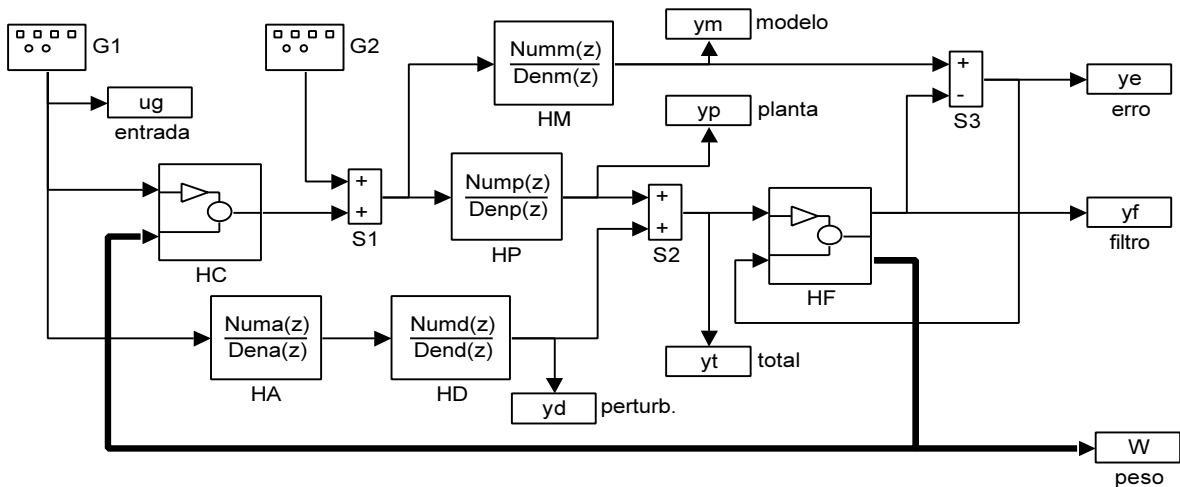 G1
ug
entrada
G2
Numm(z)
Denm(z)
HM
ym
modelo
+
-
S3
ye
erro
yp
planta
HC
+
+
S1
Nump(z)
Denp(z)
HP
+
+
S2
HF
yf
filtro
Numa(z)
Dena(z)
HA
Numd(z)
Dend(z)
HD
yd
perturb.
yt
total
W
peso